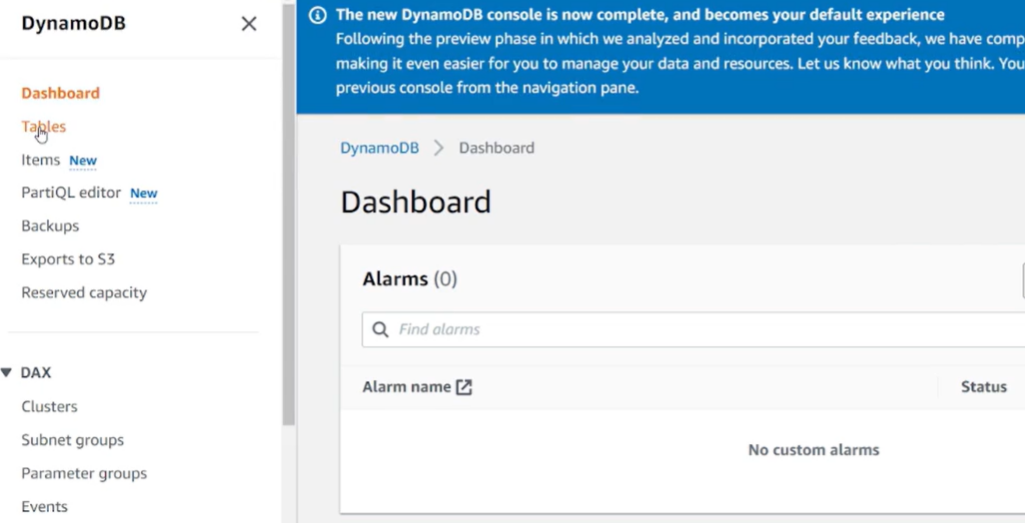 DynamoDB
Dashboard
Tables
Items New
PartiQL editor New
Backups
Exports to S3
Reserved capacity
DAX
Clusters
Subnet groups
Parameter groups
Events
The new DynamoDB console is now complete, and becomes your default experience
Following the preview phase in which we analyzed and incorporated your feedback, we have comp
making it even easier for you to manage your data and resources. Let us know what you think. You
previous console from the navigation pane.
DynamoDB > Dashboard
Dashboard
Alarms (0)
Find alarms
Alarm name Status
No custom alarms